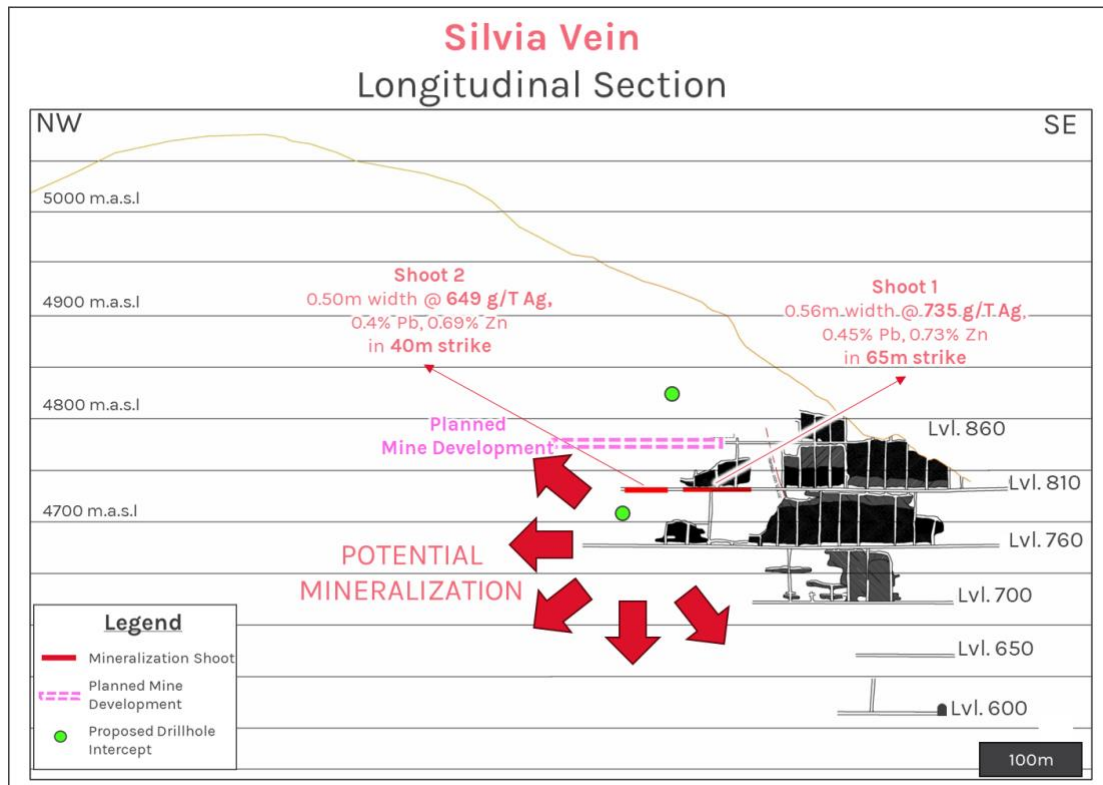 Silvia Vein
Longitudinal Section
NW
SE
5000 m.a.s.l
4900 m.a.s.l
4800 m.a.s.l
4700 m.a.s.l
Shoot 2
0.50m width @ 649 g/T Ag,
0.4% Pb, 0.69% Zn
in 40m strike
Shoot 1
0.56m width @ 735 g/T Ag,
0.45% Pb, 0.73% Zn
in 65m strike
Planned
Mine Development
Lvl. 860
Lvl. 810
Lvl. 760
Lvl. 700
Lvl. 650
Lvl. 600
POTENTIAL
MINERALIZATION
Legend
Mineralization Shoot
Planned Mine
Development
Proposed Drillhole
Intercept
100m